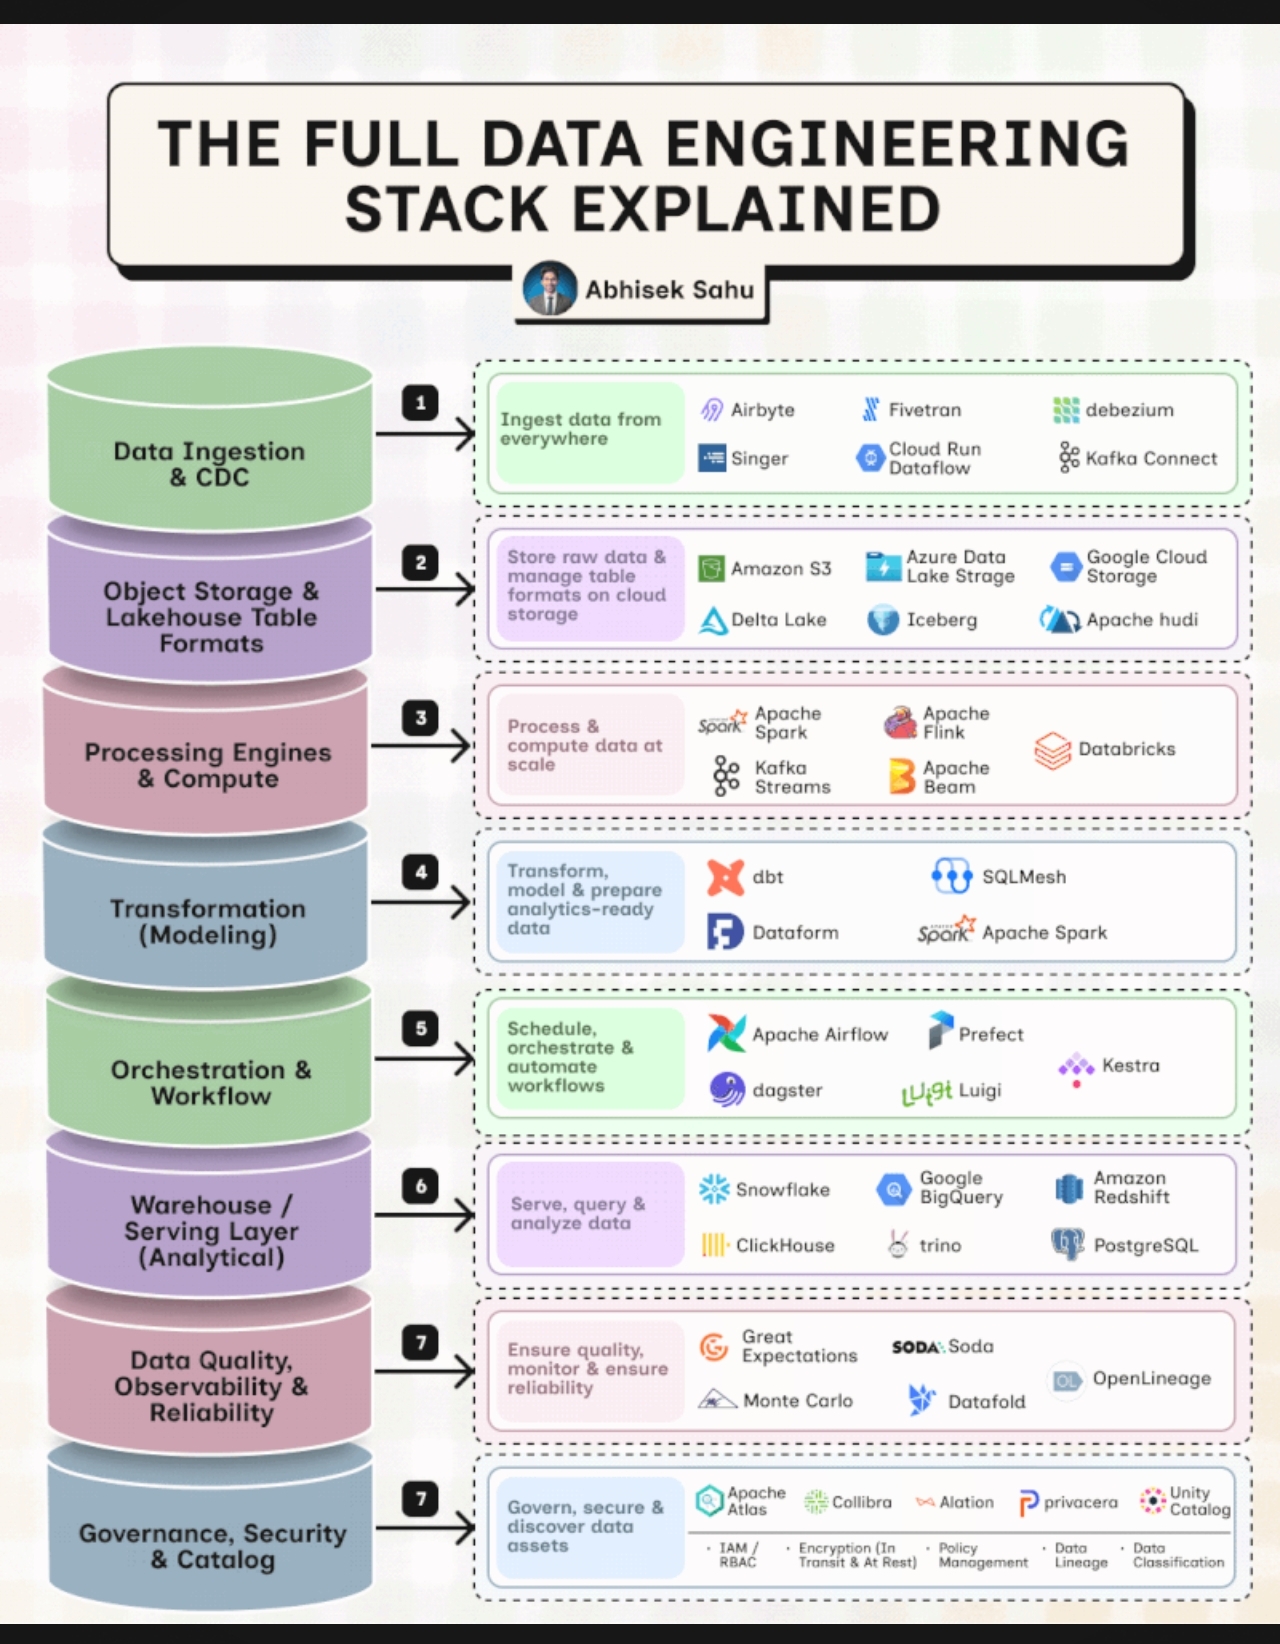 THE FULL DATA ENGINEERING
STACK EXPLAINED
Abhisek Sahu
Data Ingestion
& CDC
1
Ingest data from
everywhere
Airbyte
Fivetran
debezium
Singer
Cloud Run
Dataflow
Kafka Connect
Object Storage &
Lakehouse Table
Formats
2
Store raw data &
manage table
formats on cloud
storage
Amazon S3
Azure Data
Lake Strage
Google Cloud
Storage
Delta Lake
Iceberg
Apache hudi
Processing Engines
& Compute
3
Process &
compute data at
scale
Spark
Apache
Spark
Apache
Flink
Databricks
Kafka
Streams
Apache
Beam
Transformation
(Modeling)
4
Transform,
model & prepare
analytics-ready
data
dbt
SQLMesh
Dataform
Spark
Apache Spark
Orchestration &
Workflow
5
Schedule,
orchestrate &
automate
workflows
Apache Airflow
Prefect
Kestra
dagster
Luigi
Luigi
Warehouse /
Serving Layer
(Analytical)
6
Serve, query &
analyze data
Snowflake
Google
BigQuery
Amazon
Redshift
ClickHouse
trino
PostgreSQL
Data Quality,
Observability &
Reliability
7
Ensure quality,
monitor & ensure
reliability
Great
Expectations
SODA
Soda
OL
OpenLineage
Monte Carlo
Datafold
Governance, Security
& Catalog
7
Govern, secure &
discover data
assets
Apache
Atlas
Collibra
Alation
privacera
Unity
Catalog
· IAM /
RBAC
· Encryption (In
Transit & At Rest)
· Policy
Management
· Data
Lineage
· Data
Classification